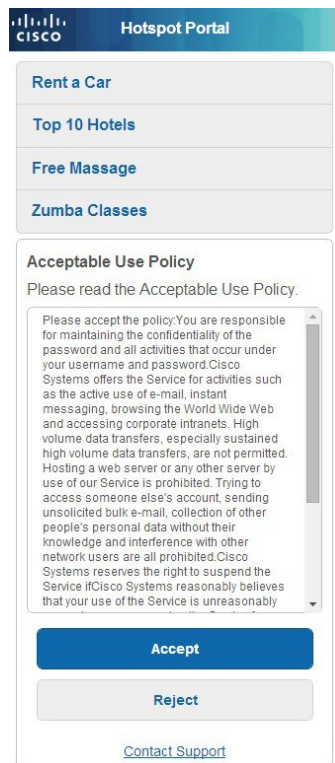 cisco
Hotspot Portal
Rent a Car
Top 10 Hotels
Free Massage
Zumba Classes
Acceptable Use Policy
Please read the Acceptable Use Policy.
Please accept the policy:You are responsible
for maintaining the confidentiality of the
password and all activities that occur under
your username and password.Cisco
Systems offers the Service for activities such
as the active use of e-mail, instant
messaging, browsing the World Wide Web
and accessing corporate intranets. High
volume data transfers, especially sustained
high volume data transfers, are not permitted.
Hosting a web server or any other server by
use of our Service is prohibited. Trying to
access someone else's account, sending
unsolicited bulk e-mail, collection of other
people's personal data without their
knowledge and interference with other
network users are all prohibited.Cisco
Systems reserves the right to suspend the
Service ifCisco Systems reasonably believes
that your use of the Service is unreasonably
Accept
Reject
Contact Support